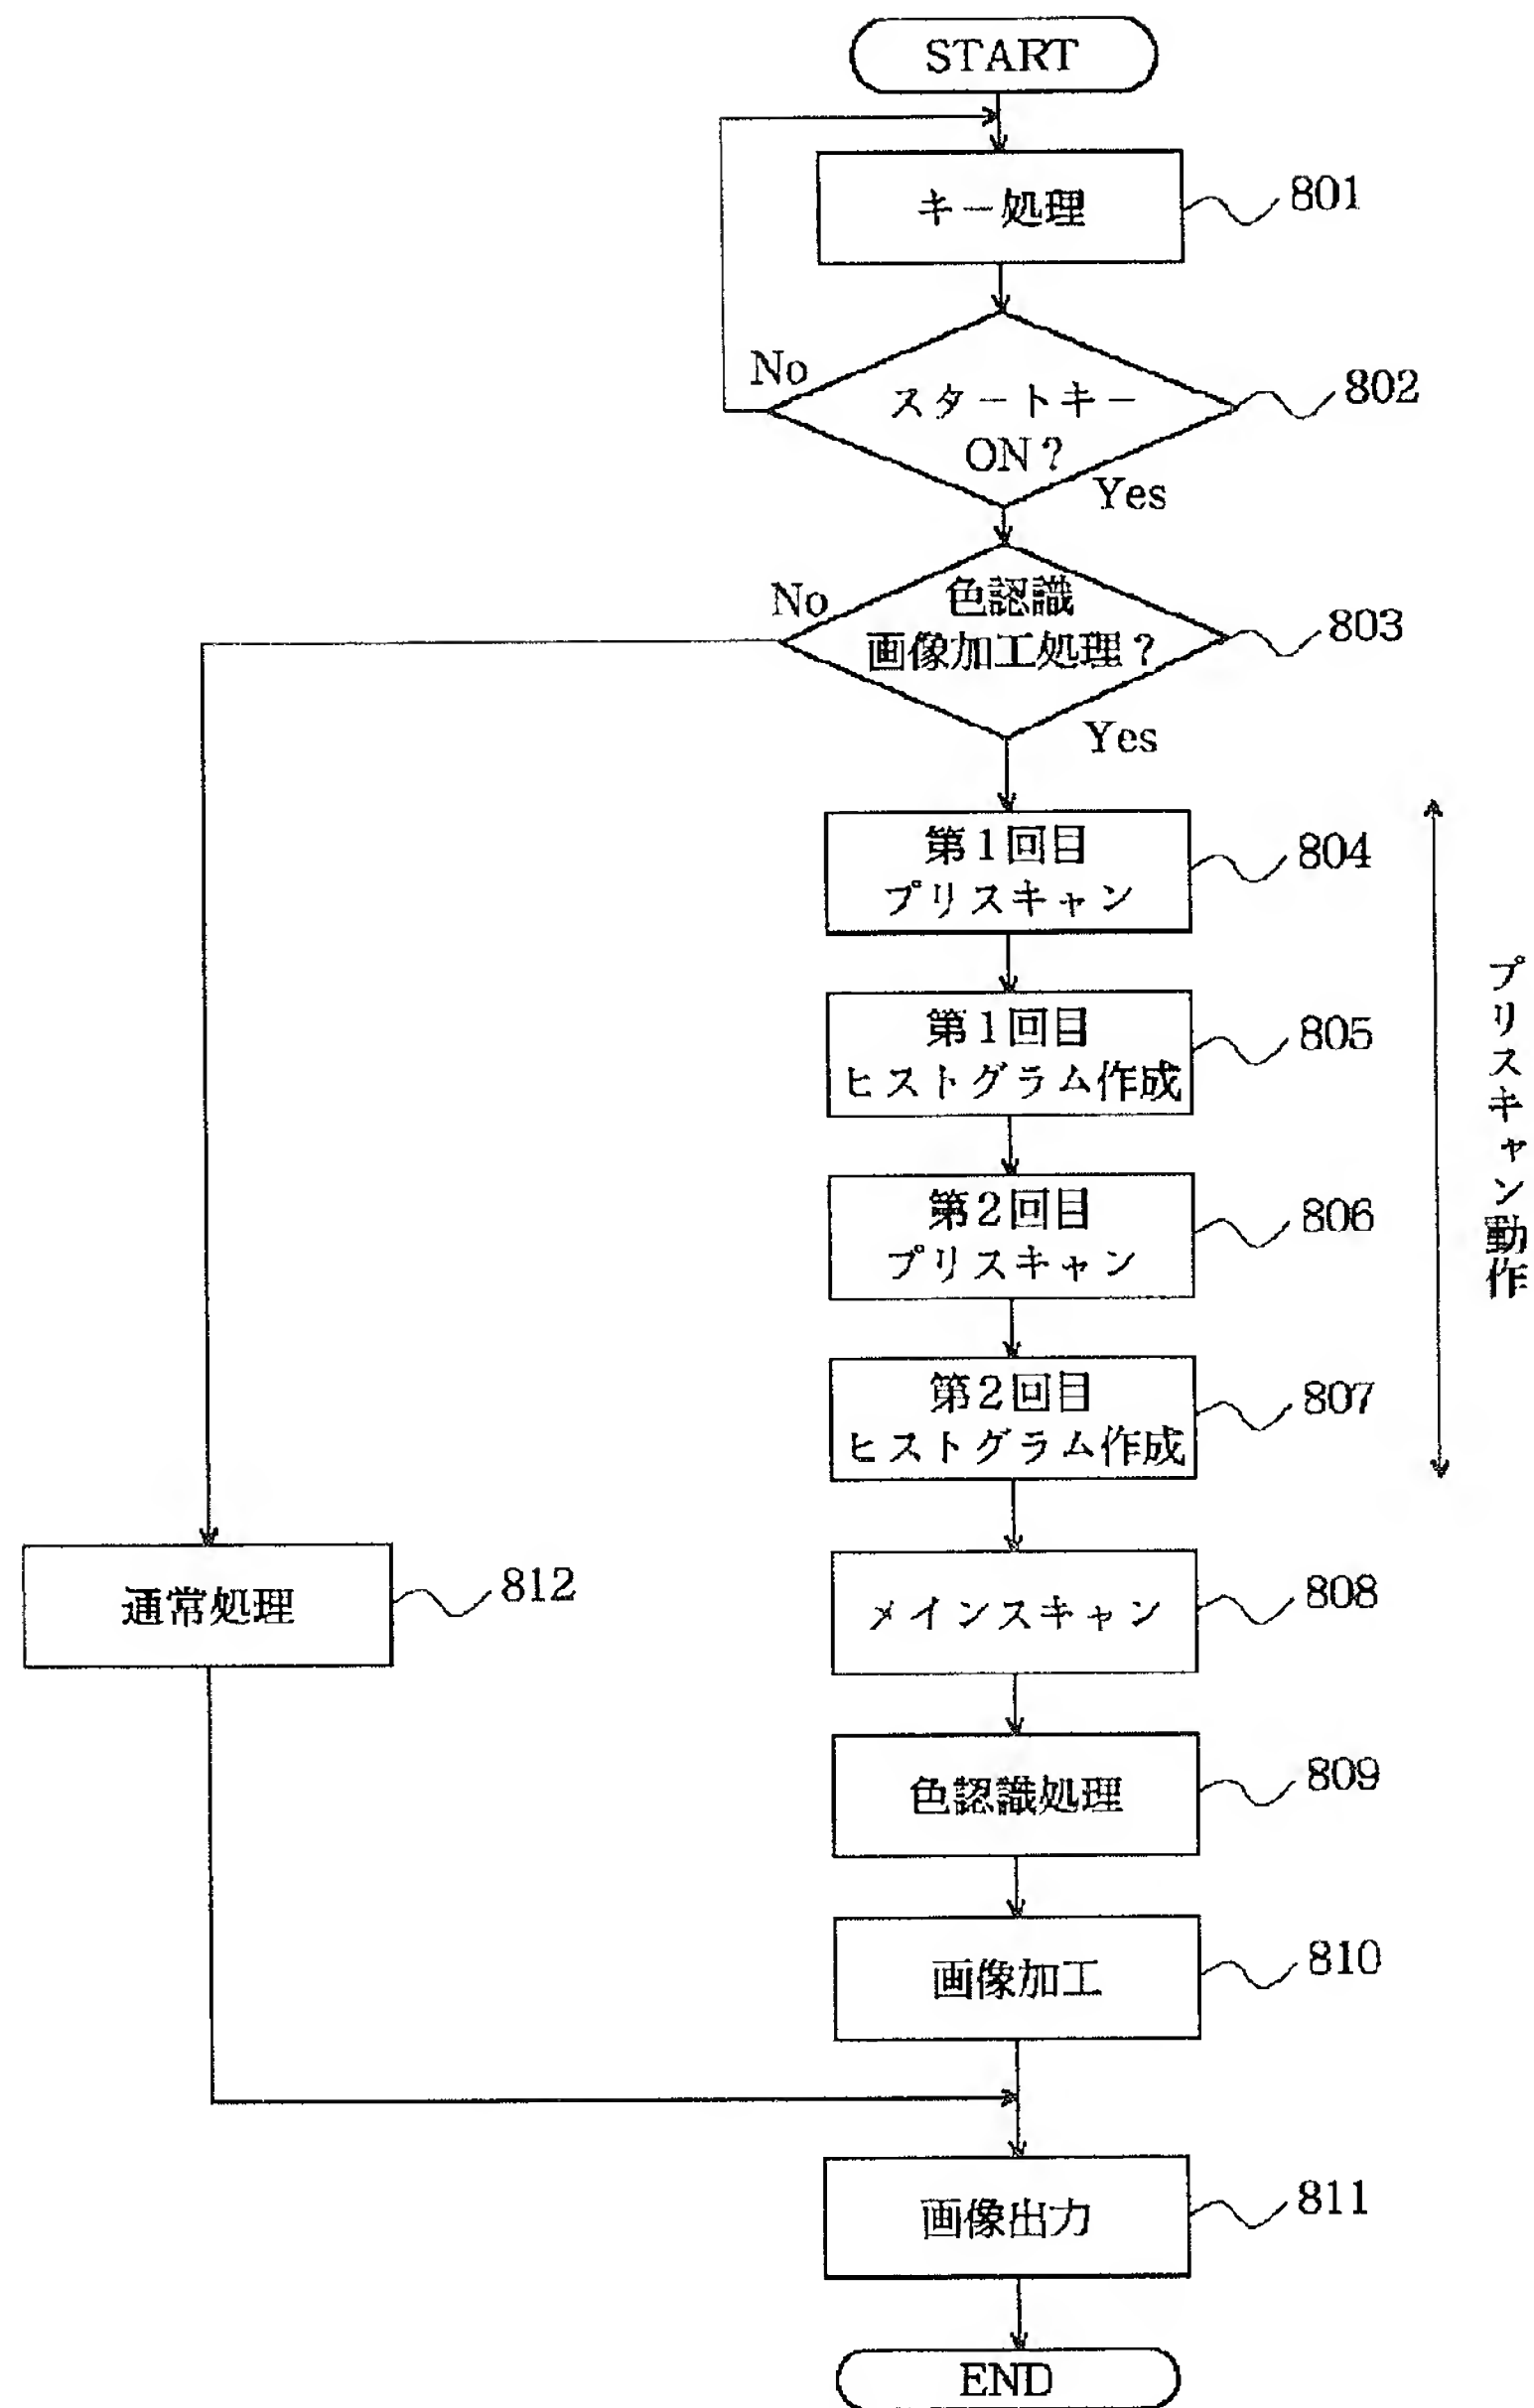 START
キー処理
801
No
スタートキー
ON?
802
Yes
No
色認識
画像加工処理?
803
Yes
第1回目
プリスキャン
804
第1回目
ヒストグラム作成
805
第2回目
プリスキャン
806
第2回目
ヒストグラム作成
807
プリスキャン動作
通常処理
812
メインスキャン
808
色認識処理
809
画像加工
810
画像出力
811
END